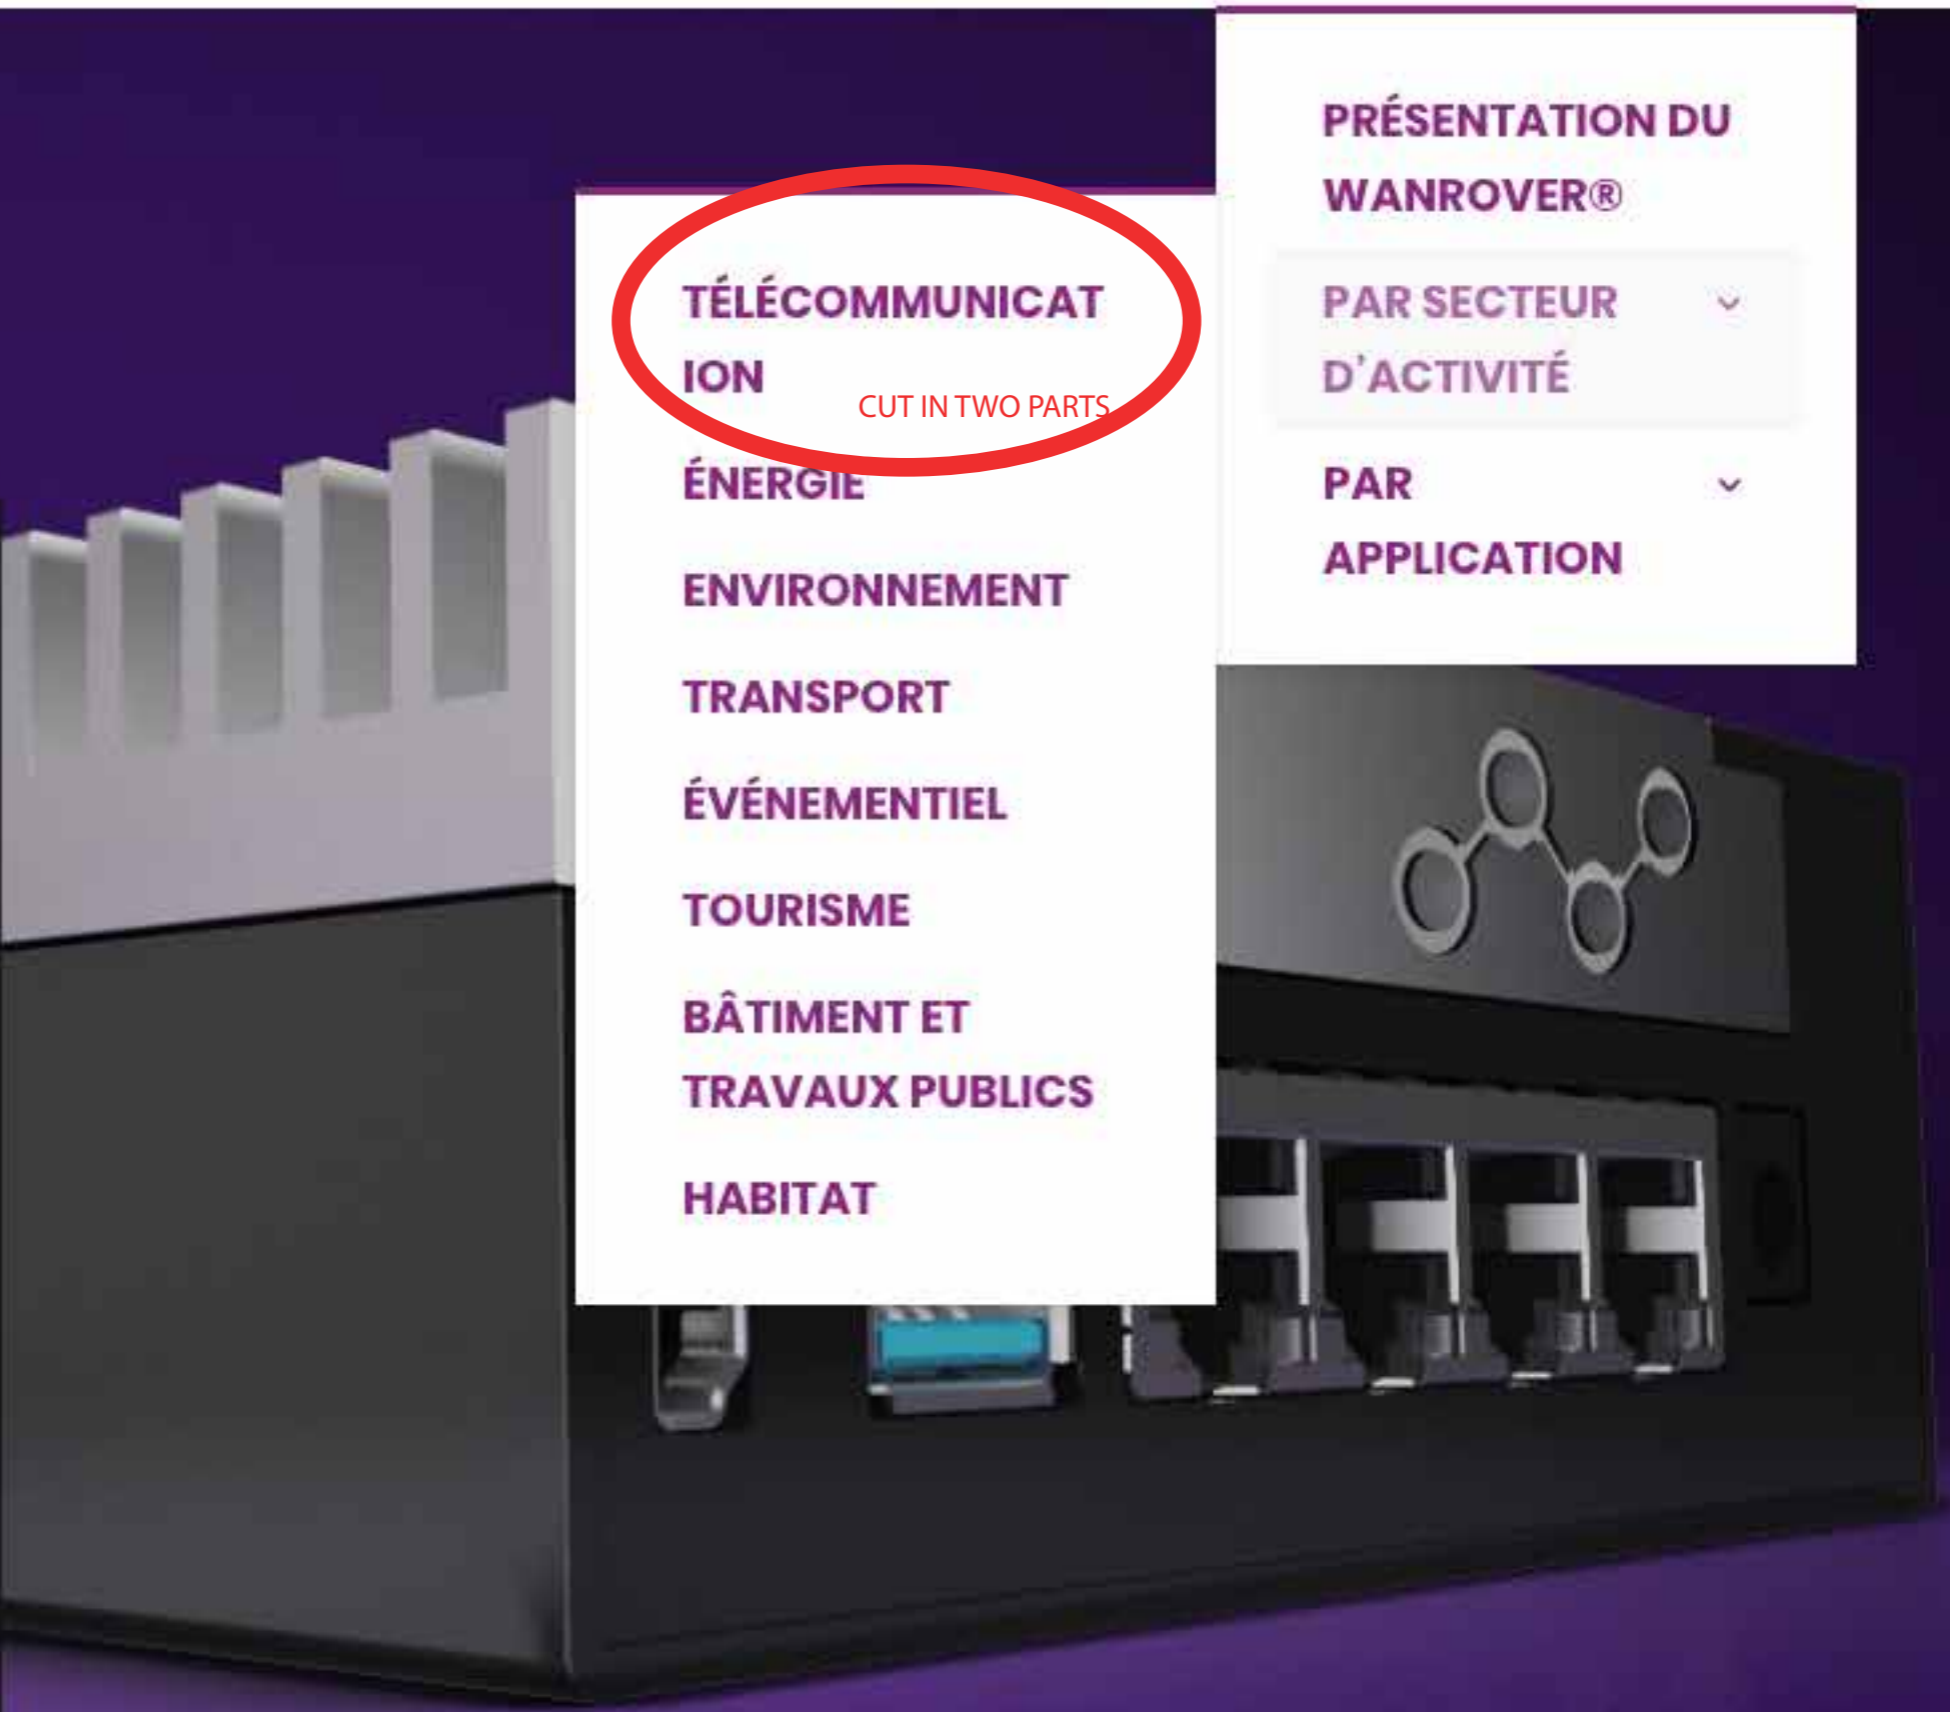 PRÉSENTATION DU
WANROVER®
PAR SECTEUR
D'ACTIVITÉ
PAR
APPLICATION
TÉLÉCOMMUNICAT
ION
CUT IN TWO PARTS
ÉNERGIE
ENVIRONNEMENT
TRANSPORT
ÉVÉNEMENTIEL
TOURISME
BÂTIMENT ET
TRAVAUX PUBLICS
HABITAT